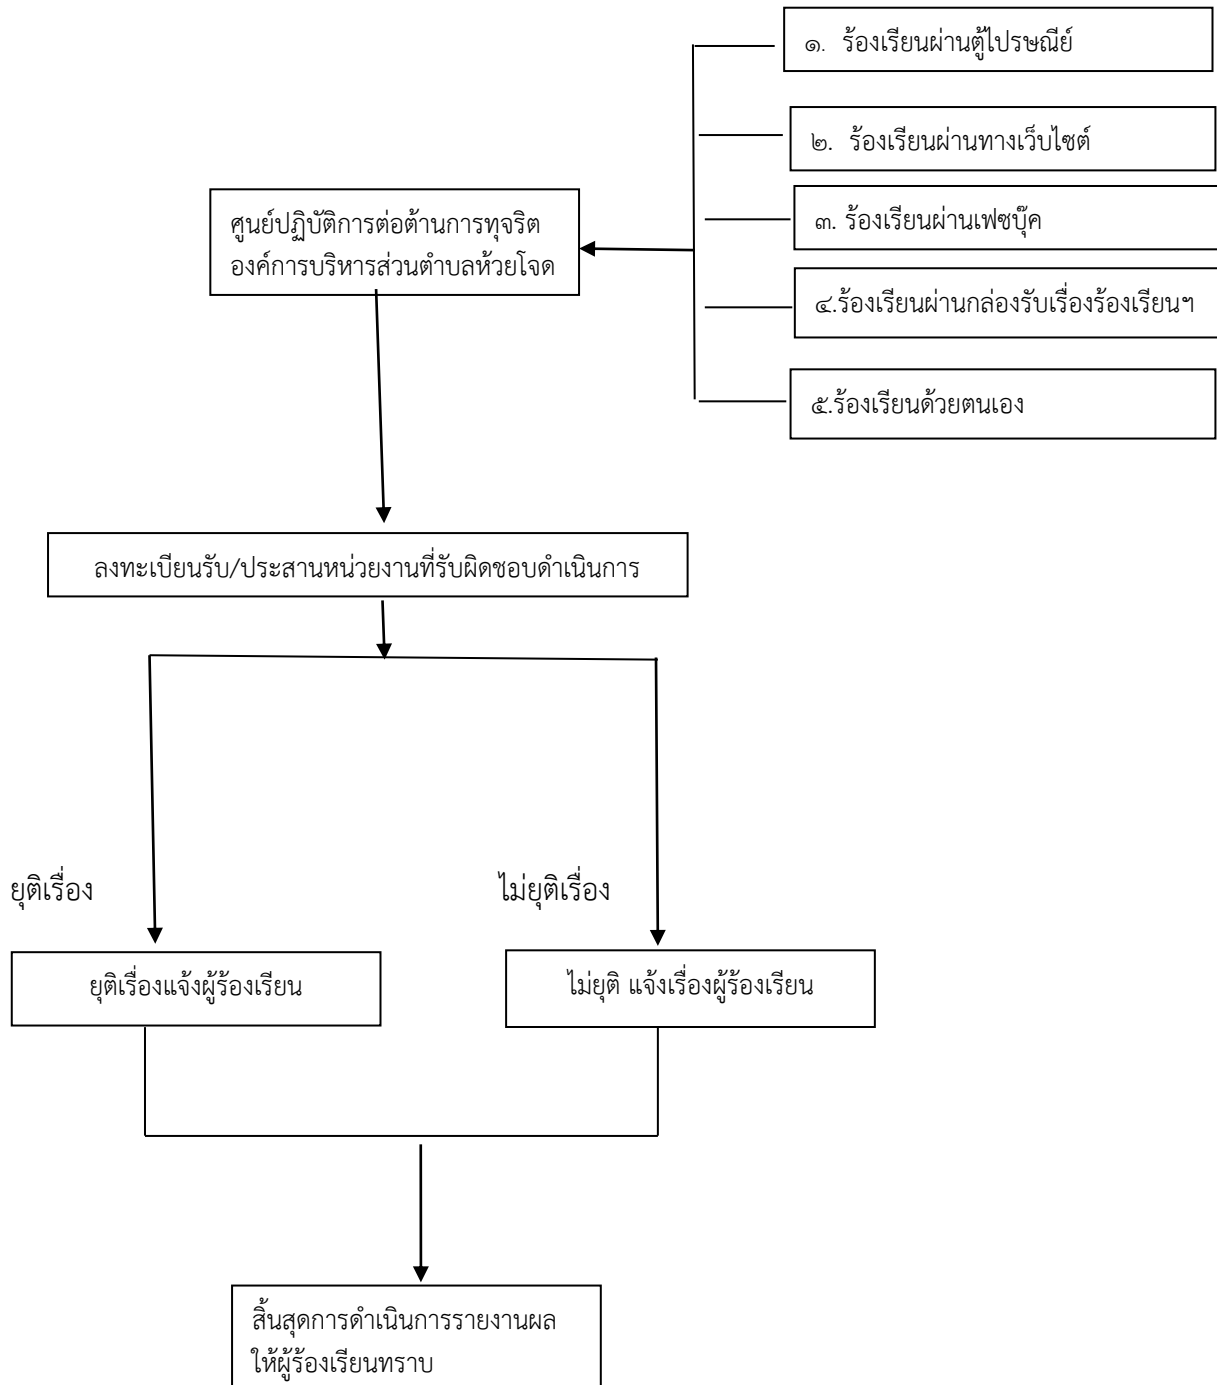 ๑. ร้องเรียนผ่านตู้ไปรษณีย์
๒. ร้องเรียนผ่านทางเว็บไซต์
๓. ร้องเรียนผ่านเฟซบุ๊ค
๔.ร้องเรียนผ่านกล่องรับเรื่องร้องเรียนฯ
๕.ร้องเรียนด้วยตนเอง
ศูนย์ปฏิบัติการต่อต้านการทุจริต
องค์การบริหารส่วนตำบลห้วยโจด
ลงทะเบียนรับ/ประสานหน่วยงานที่รับผิดชอบดำเนินการ
ยุติเรื่อง
ไม่ยุติเรื่อง
ยุติเรื่องแจ้งผู้ร้องเรียน
ไม่ยุติ แจ้งเรื่องผู้ร้องเรียน
สิ้นสุดการดำเนินการรายงานผล
ให้ผู้ร้องเรียนทราบ